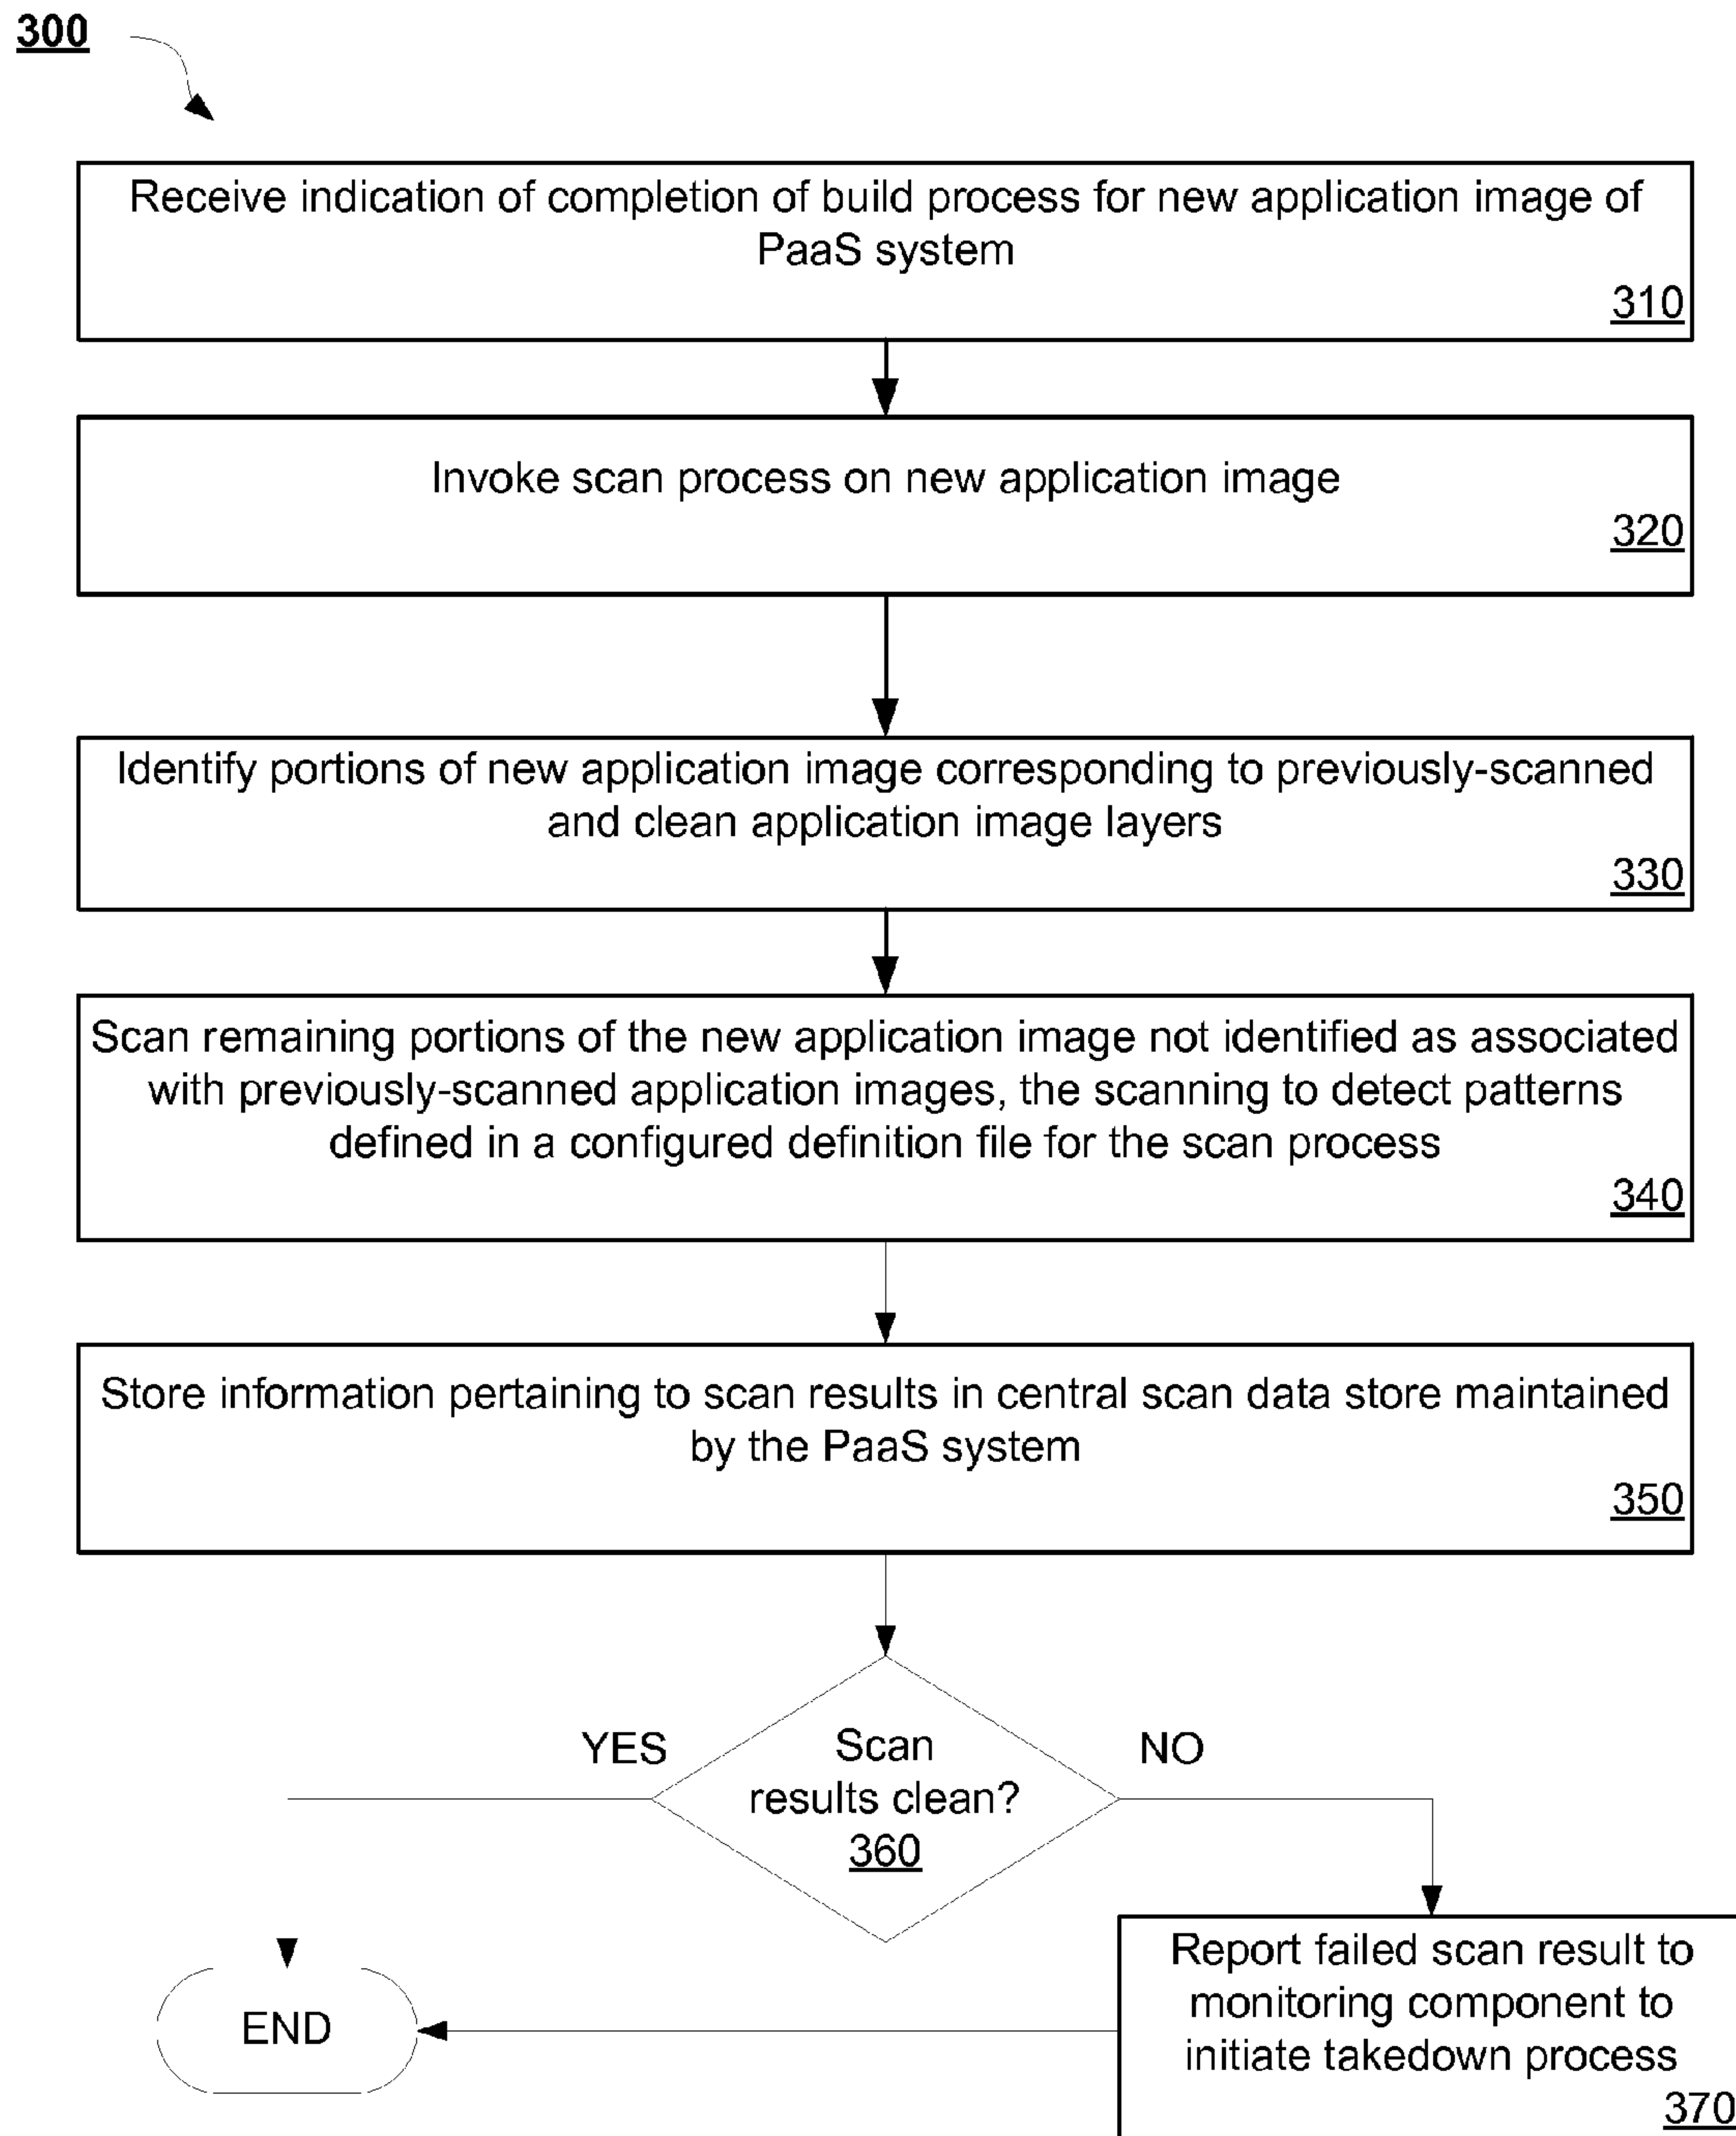 300
Receive indication of completion of build process for new application image of
PaaS system
310
Invoke scan process on new application image
320
Identify portions of new application image corresponding to previously-scanned
and clean application image layers
330
Scan remaining portions of the new application image not identified as associated
with previously-scanned application images, the scanning to detect patterns
defined in a configured definition file for the scan process
340
Store information pertaining to scan results in central scan data store maintained
by the PaaS system
350
YES
Scan
results clean?
360
NO
Report failed scan result to
monitoring component to
initiate takedown process
370
END